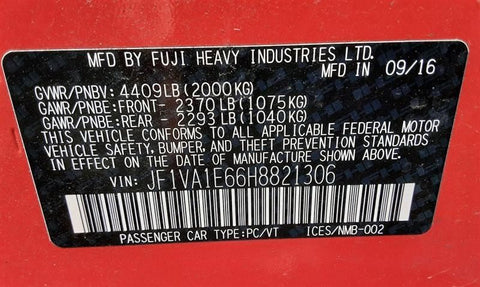 MFD BY FUJI HEAVY INDUSTRIES LTD.
MFD IN 09/16
GVWR/PNBV: 4409LB(2000KG)
GAWR/PNBE:FRONT- 2370 LB(1075KG)
GAWR/PNBE:REAR - 2293 LB(1040KG)
THIS VEHICLE CONFORMS TO ALL APPLICABLE FEDERAL MOTOR
VEHICLE SAFETY, BUMPER, AND THEFT PREVENTION STANDARDS
IN EFFECT ON THE DATE OF MANUFACTURE SHOWN ABOVE.
VIN: JF1VA1E66H8821306
PASSENGER CAR TYPE:PC/VT ICES/NMB-002